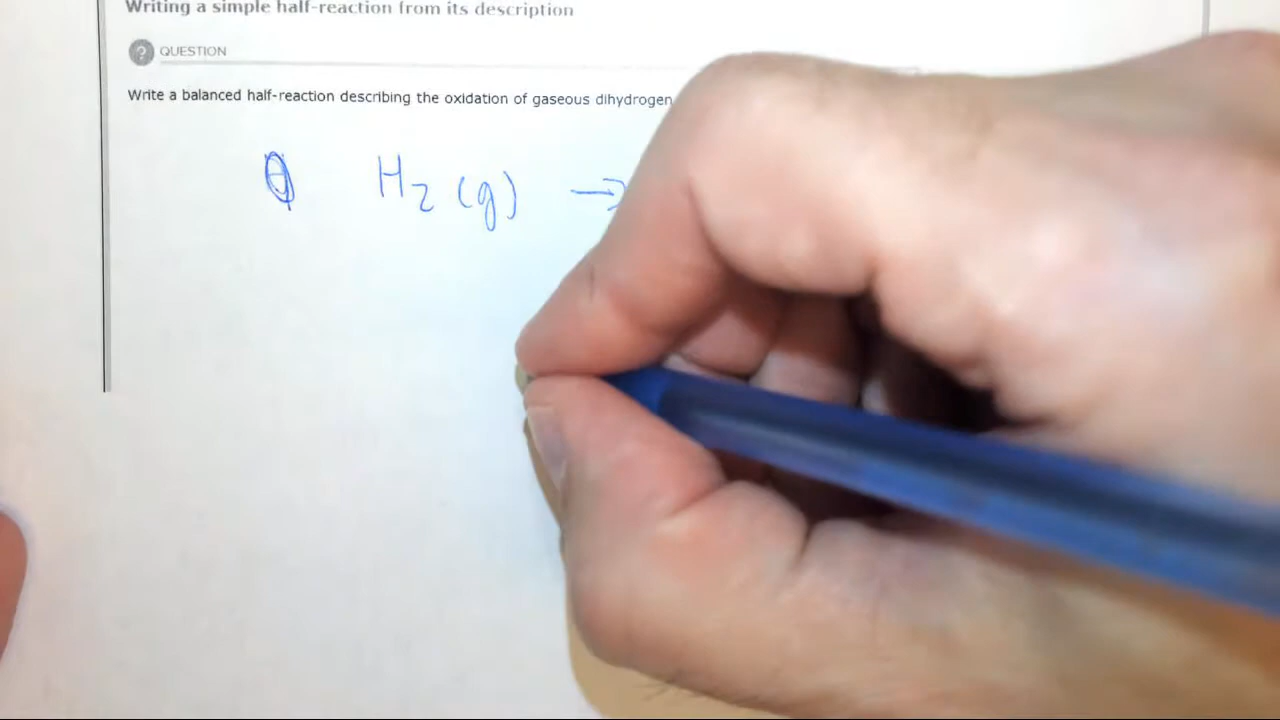 Writing a simple half-reaction from its description
? QUESTION
Write a balanced half-reaction describing the oxidation of gaseous dihydrogen
H₂ (g) →